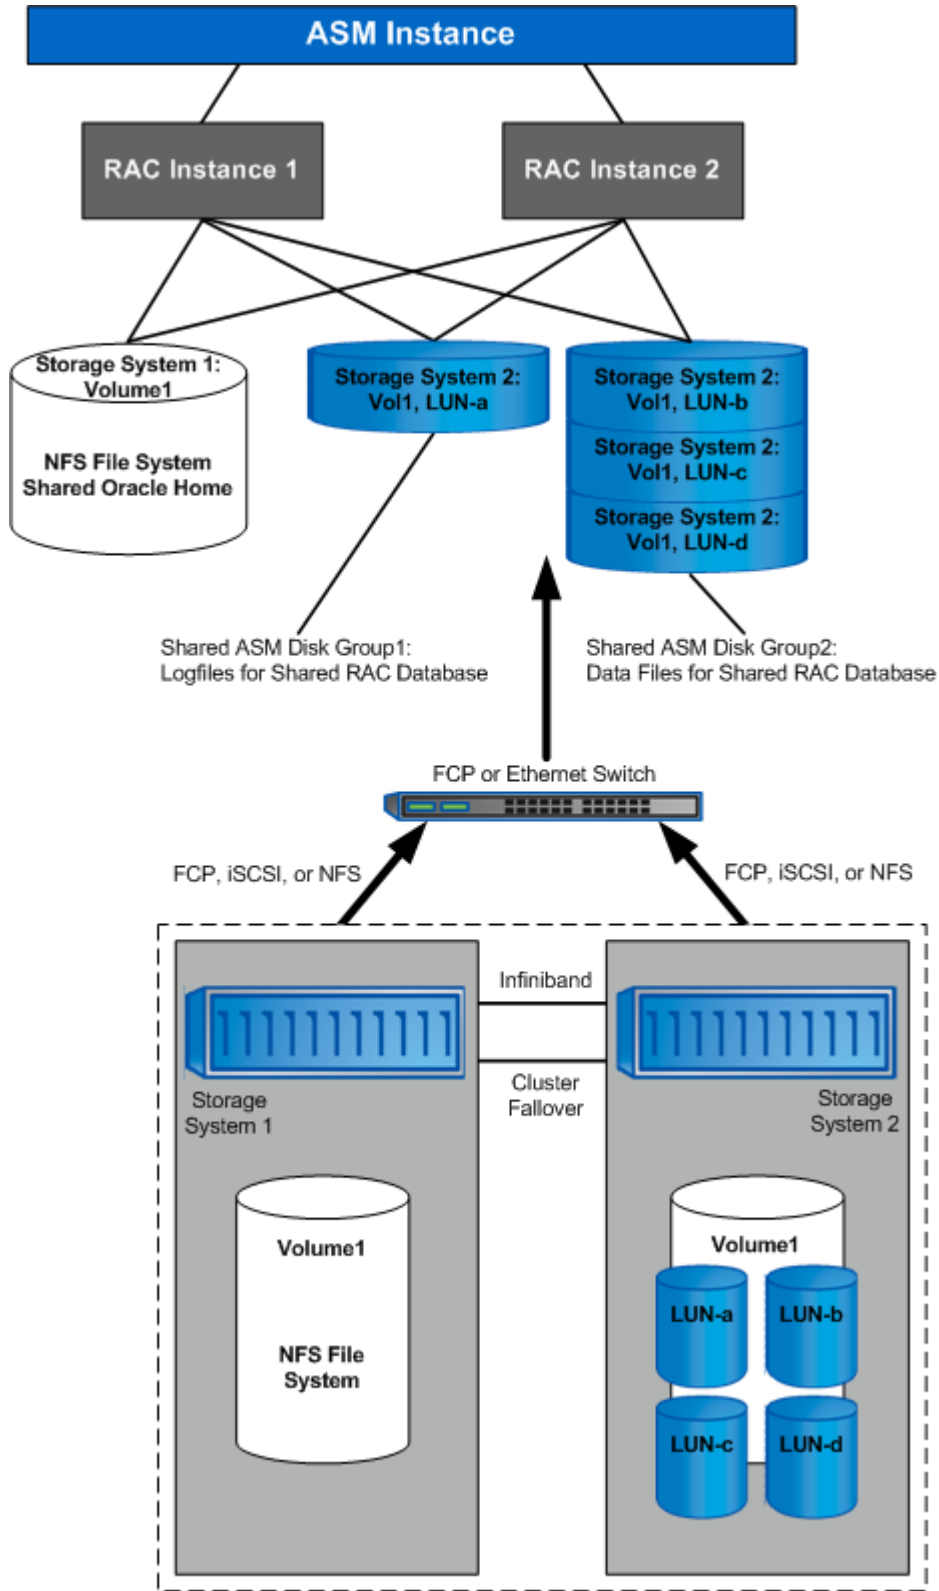 ASM Instance
RAC Instance 1
RAC Instance 2
Storage System 1:
Volume1
NFS File System
Shared Oracle Home
Storage System 2:
Vol1, LUN-a
Storage System 2:
Vol1, LUN-b
Storage System 2:
Vol1, LUN-c
Storage System 2:
Vol1, LUN-d
Shared ASM Disk Group1:
Logfiles for Shared RAC Database
Shared ASM Disk Group2:
Data Files for Shared RAC Database
FCP or Ethernet Switch
FCP, iSCSI, or NFS
FCP, iSCSI, or NFS
Infiniband
Cluster
Fallover
Storage
System 1
Storage
System 2
Volume1
NFS File
System
Volume1
LUN-a
LUN-b
LUN-c
LUN-d